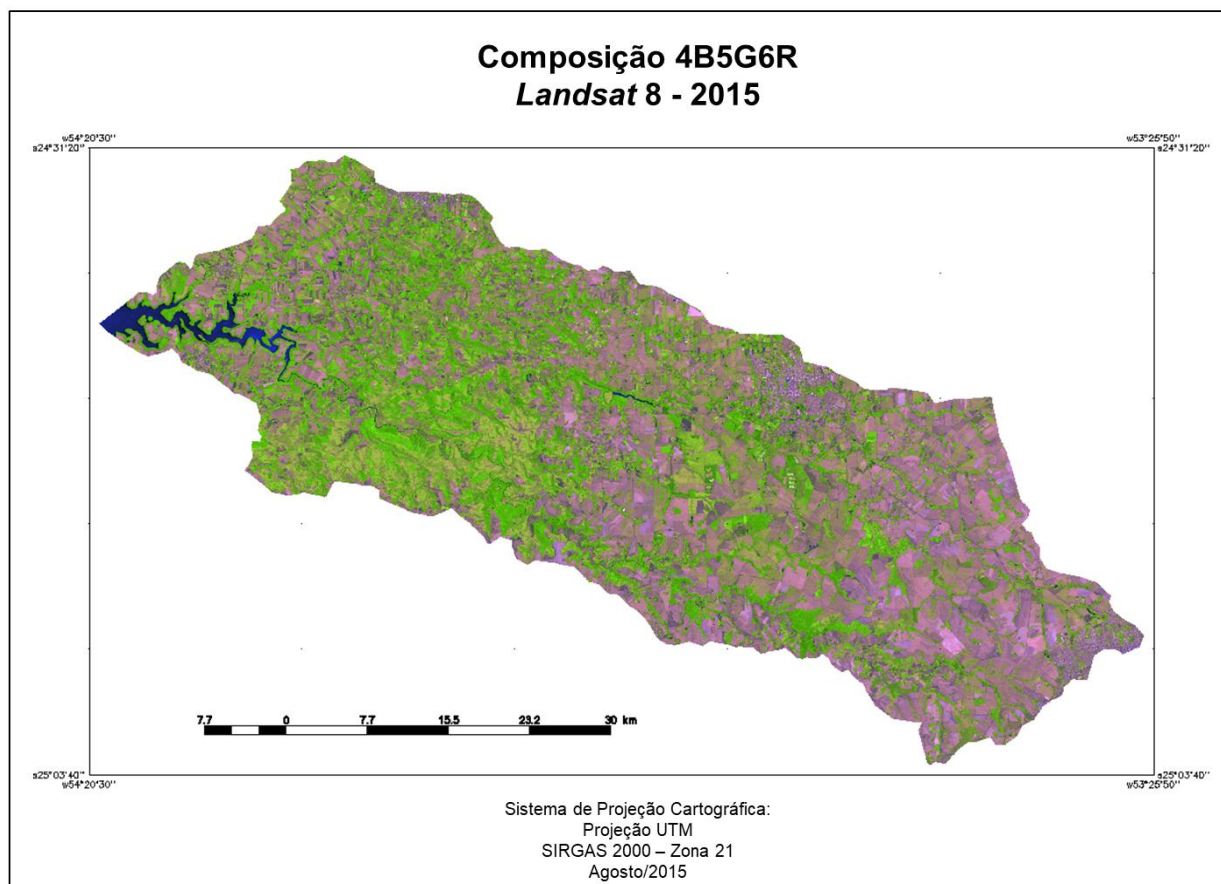 Composição 4B5G6R
Landsat 8 - 2015
w54°20'30''
w53°25'50''
s24°31'20''
s24°31'20''
7.7 0 7.7 15.5 23.2 30 km
s25°03'40''
s25°03'40''
w54°20'30''
w53°25'50''
Sistema de Projeção Cartográfica:
Projeção UTM
SIRGAS 2000 – Zona 21
Agosto/2015